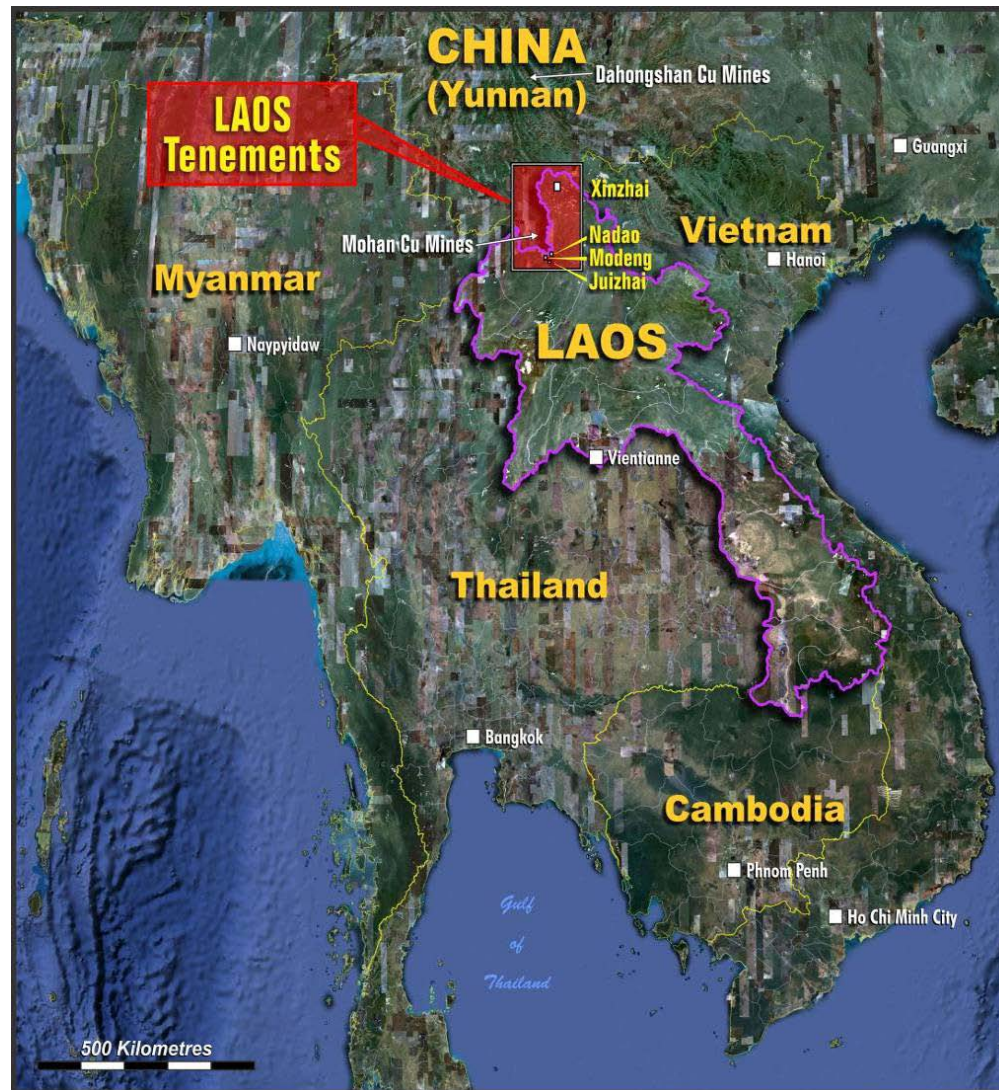 CHINA
(Yunnan)
Dahongshan Cu Mines
LAOS
Tenements
Guangxi
Xinzhai
Mohan Cu Mines
Nadao
Modeng
Juizhai
Vietnam
Hanoi
Myanmar
Naypyidaw
LAOS
Vientianne
Thailand
Bangkok
Cambodia
Phnom Penh
Ho Chi Minh City
Gulf
of
Thailand
500 Kilometres